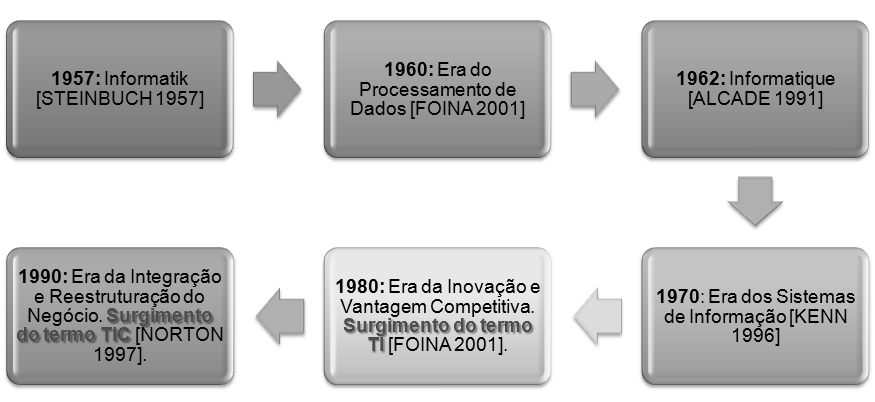 1957: Informatik
[STEINBUCH 1957]
1960: Era do
Processamento de
Dados [FOINA 2001]
1962: Informatique
[ALCADE 1991]
1970: Era dos Sistemas
de Informação [KENN
1996]
1980: Era da Inovação e
Vantagem Competitiva.
Surgimento do termo
TI [FOINA 2001].
1990: Era da Integração
e Reestruturação do
Negócio. Surgimento
do termo TIC [NORTON
1997].